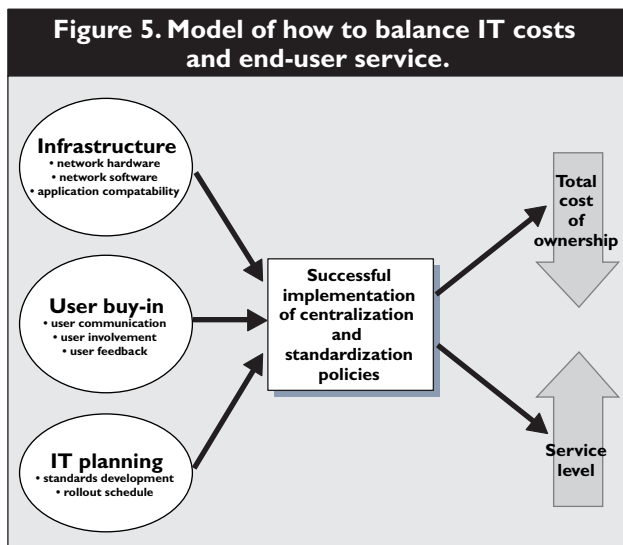 Figure 5. Model of how to balance IT costs
and end-user service.
Infrastructure
• network hardware
• network software
• application compatability
User buy-in
• user communication
• user involvement
• user feedback
IT planning
• standards development
• rollout schedule
Successful
implementation
of centralization
and
standardization
policies
Total
cost
of
ownership
Service
level